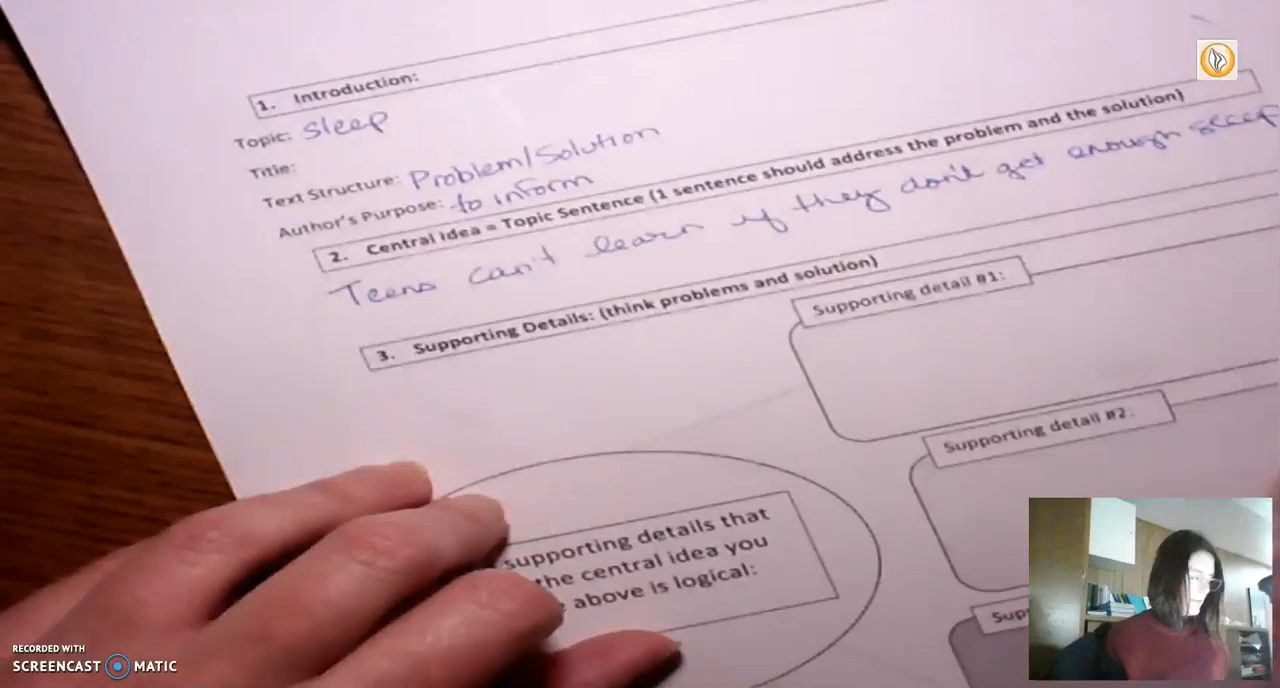 1. Introduction:
Topic: Sleep
Title:
Text Structure: Problem/Solution
Author's Purpose: to inform
2. Central Idea = Topic Sentence (1 sentence should address the problem and the solution)
Teens can't learn if they don't get enough sleep
3. Supporting Details: (think problems and solution)
Supporting detail #1:
Supporting detail #2:
supporting details that
the central idea you
above is logical:
RECORDED WITH
SCREENCAST MATIC